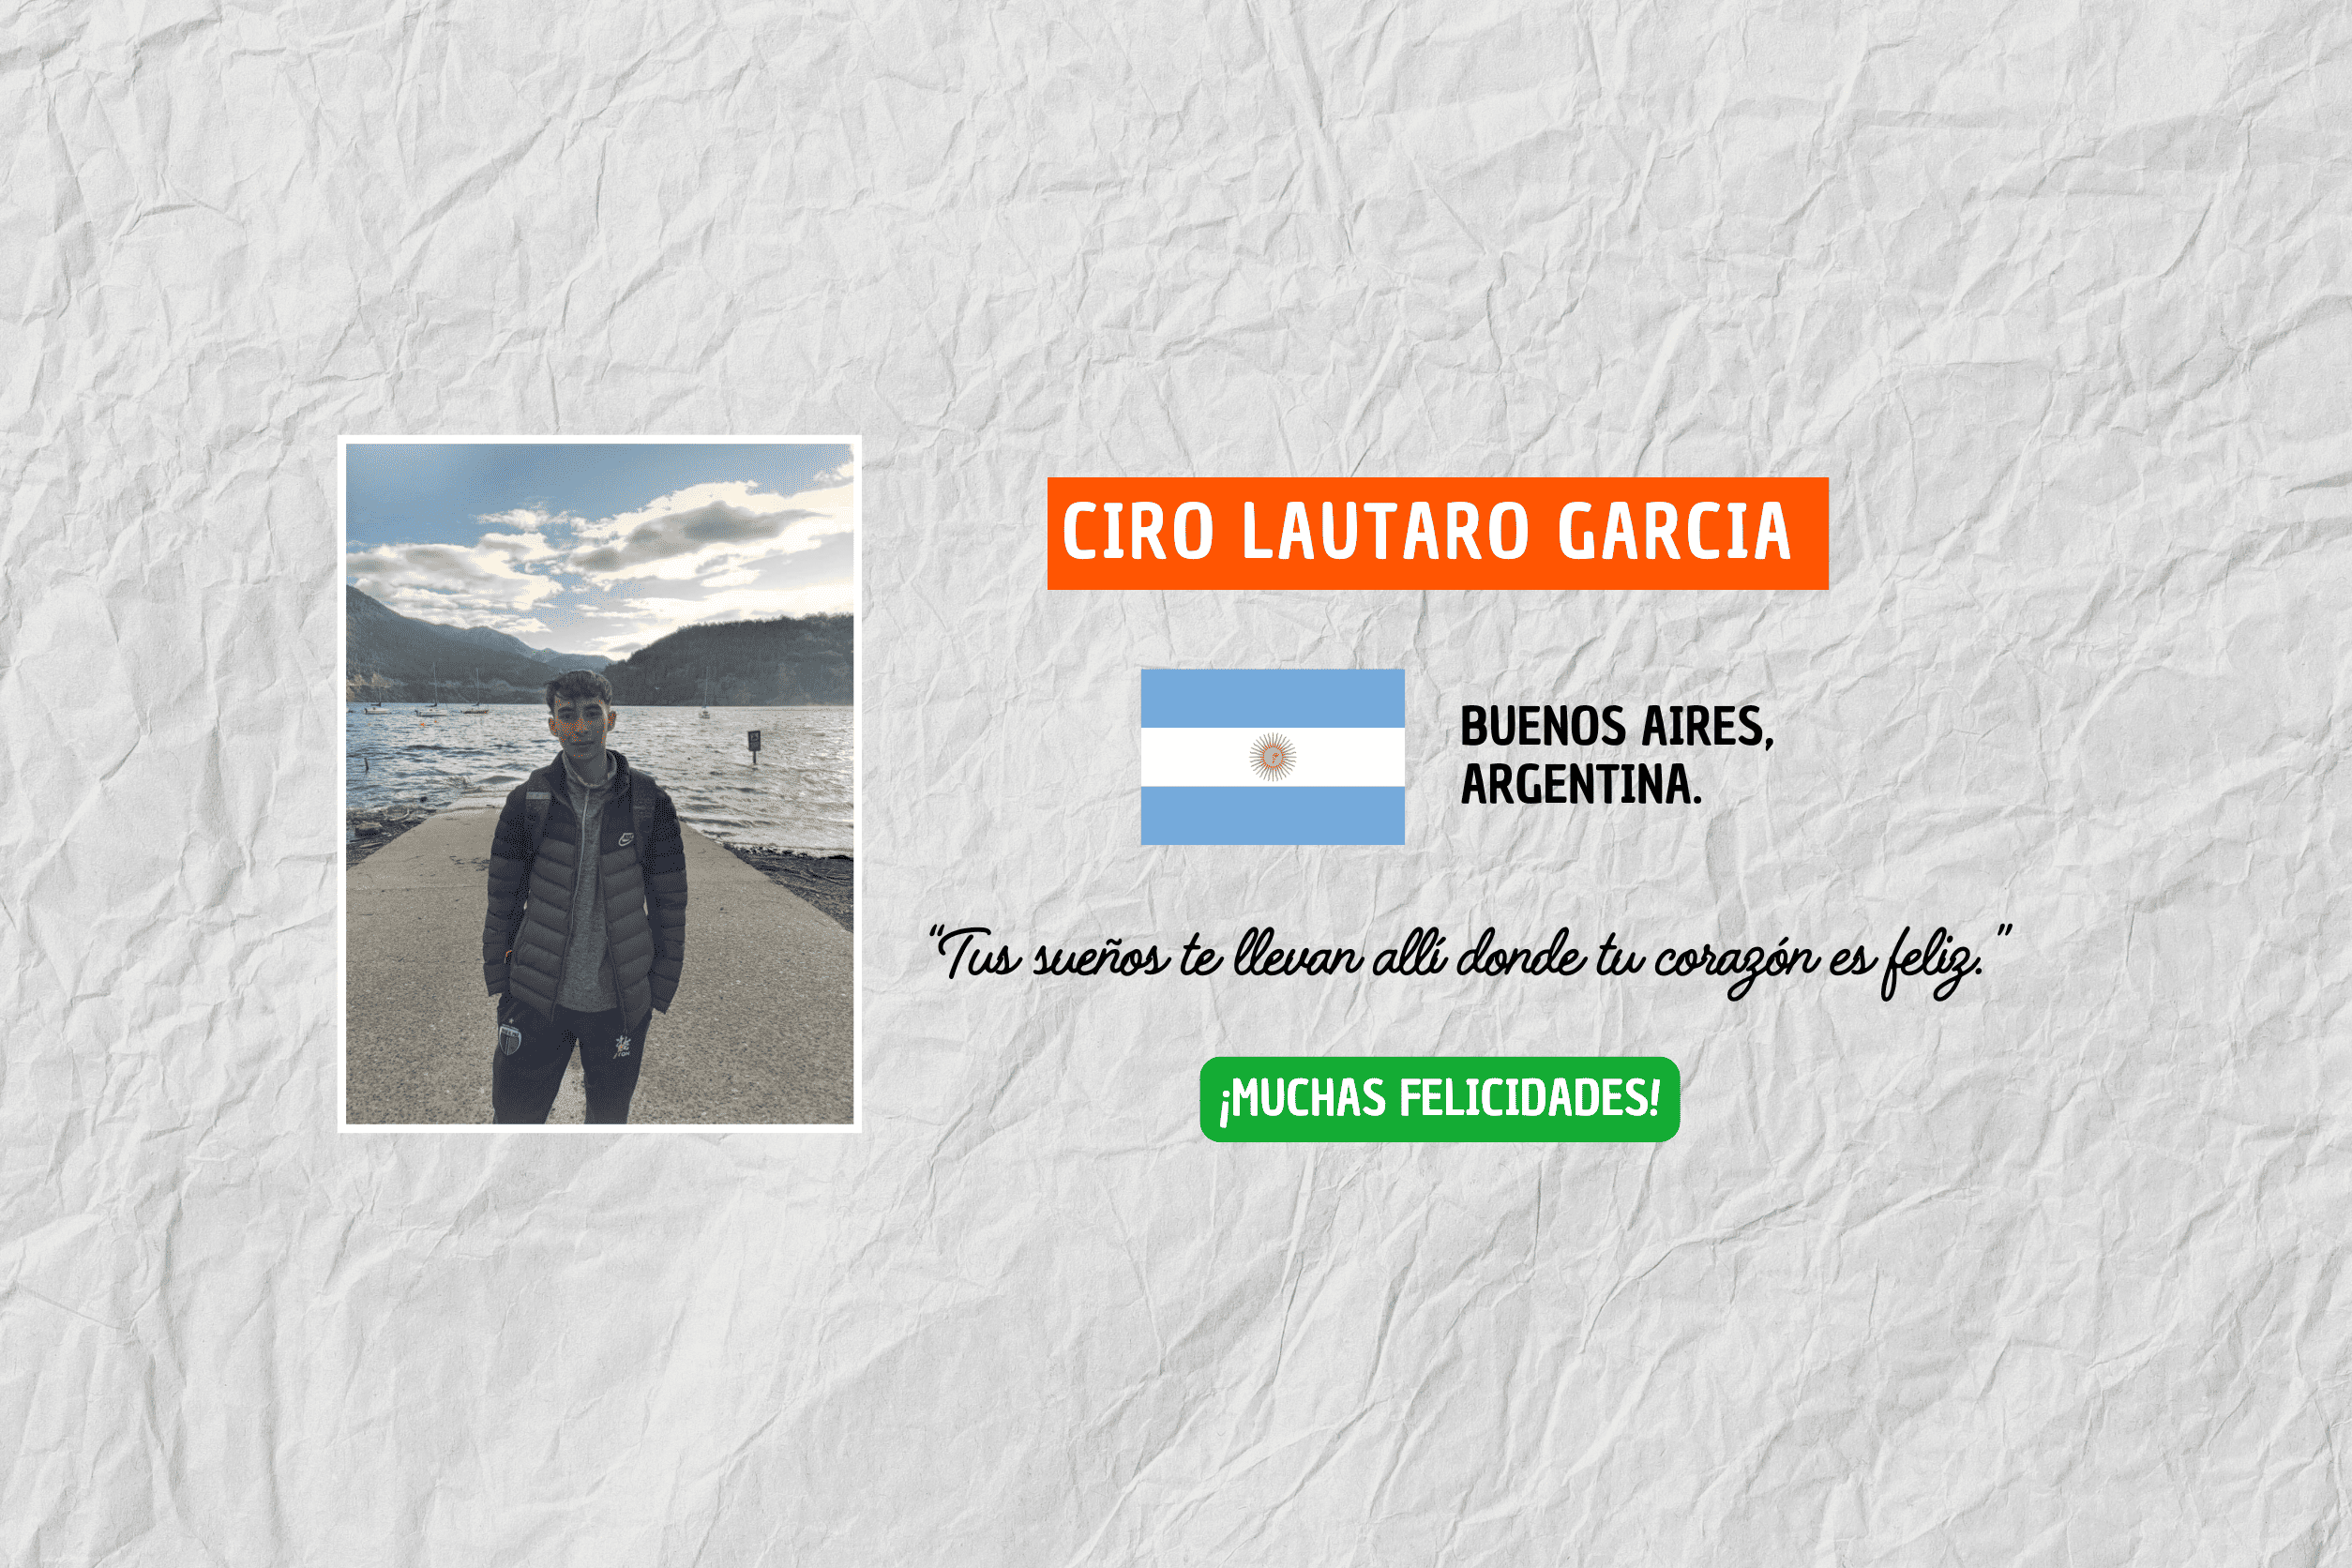 CIRO LAUTARO GARCIA
BUENOS AIRES,
ARGENTINA.
“Tus sueños te llevan allí donde tu corazón es feliz.”
¡MUCHAS FELICIDADES!